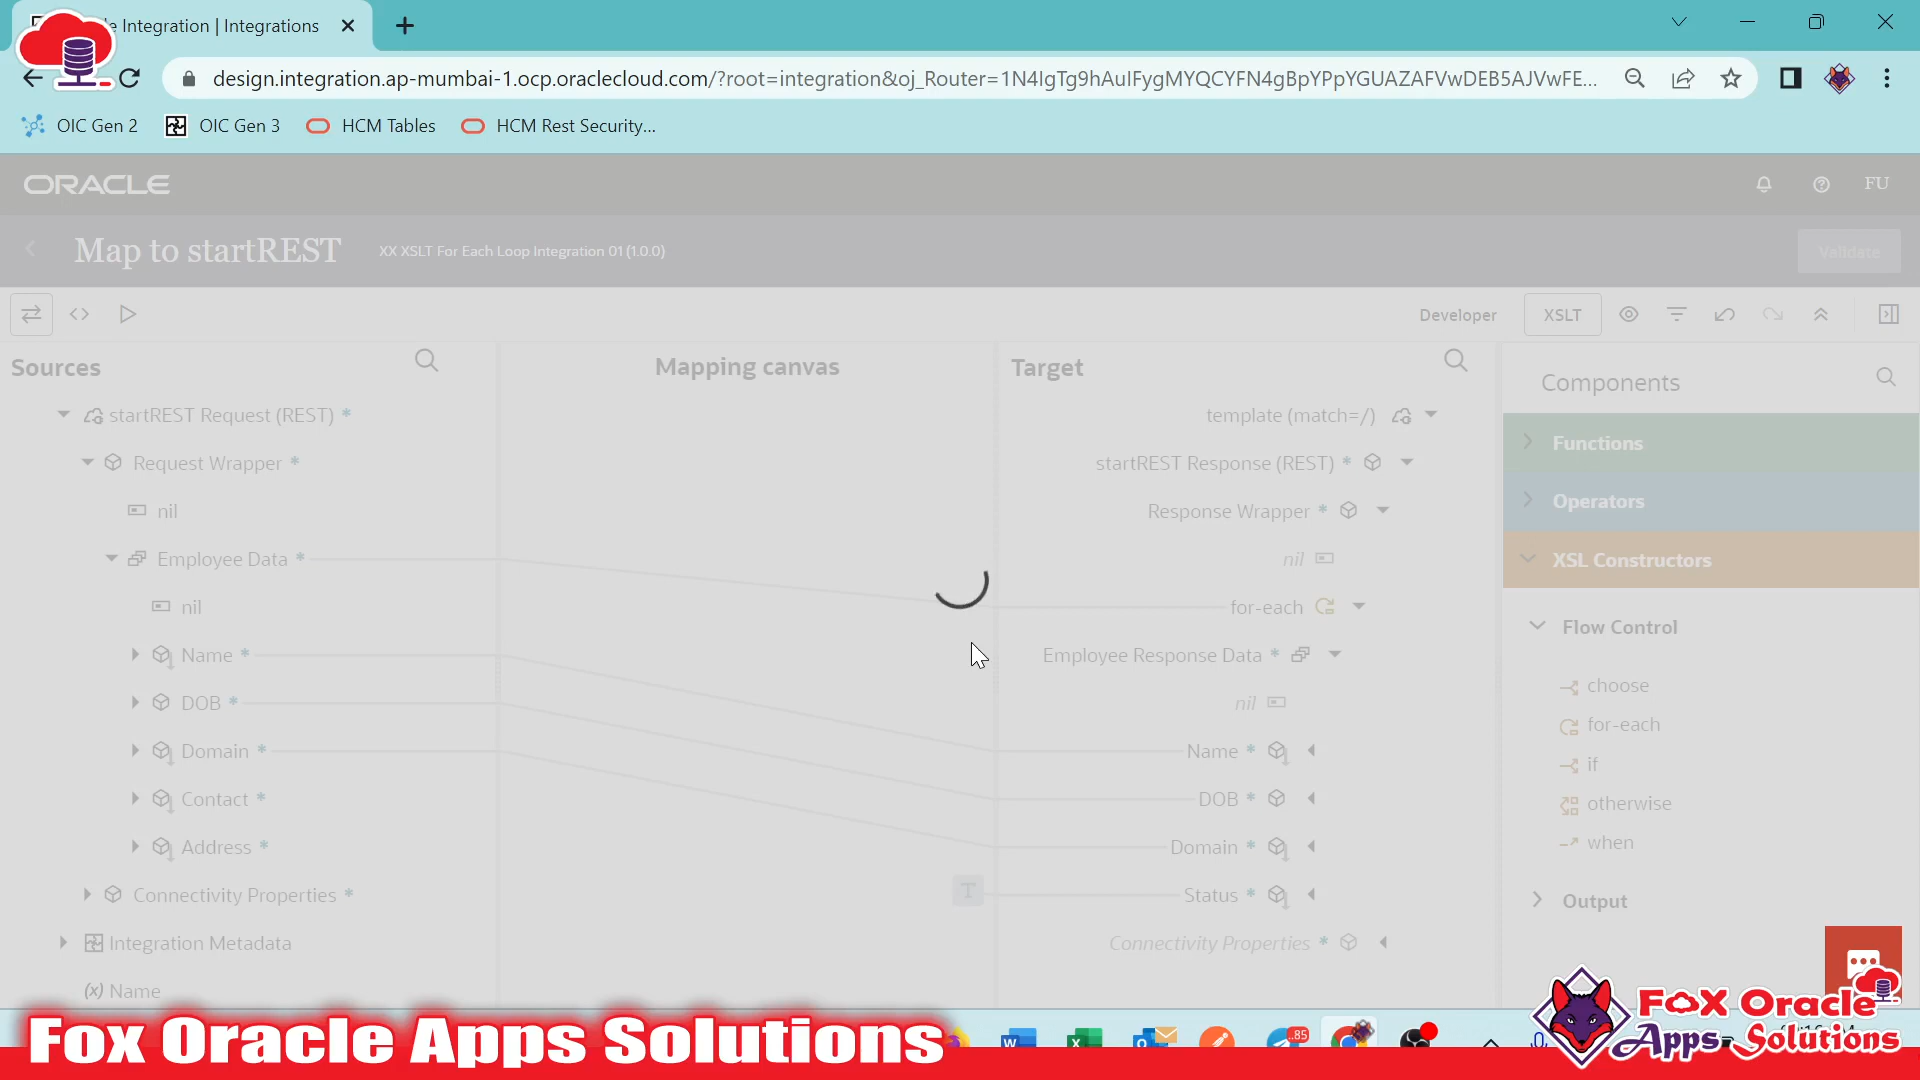 Integration | Integrations
design.integration.ap-mumbai-1.ocp.oraclecloud.com/?root=integration&oj_Router=1N4IgTg9hAuIFygMYQCYFN4gBpYPpYGUAZAFVwDEB5AJVwFE...
OIC Gen 2
OIC Gen 3
HCM Tables
HCM Rest Security...
ORACLE
FU
Map to startREST
XX XSLT For Each Loop Integration 01 (1.0.0)
Validate
Developer
XSLT
Sources
Mapping canvas
Target
Components
startREST Request (REST) *
template (match=/)
Functions
Request Wrapper *
startREST Response (REST) *
Operators
nil
Response Wrapper *
Employee Data *
nil
XSL Constructors
nil
for-each
Flow Control
Name *
Employee Response Data *
choose
DOB *
nil
for-each
Domain *
Name *
if
Contact *
DOB *
otherwise
Address *
Domain *
when
Connectivity Properties *
T
Status *
Output
Integration Metadata
Connectivity Properties *
(x) Name
Fox Oracle Apps Solutions
..85
Fox Oracle
Apps Solutions